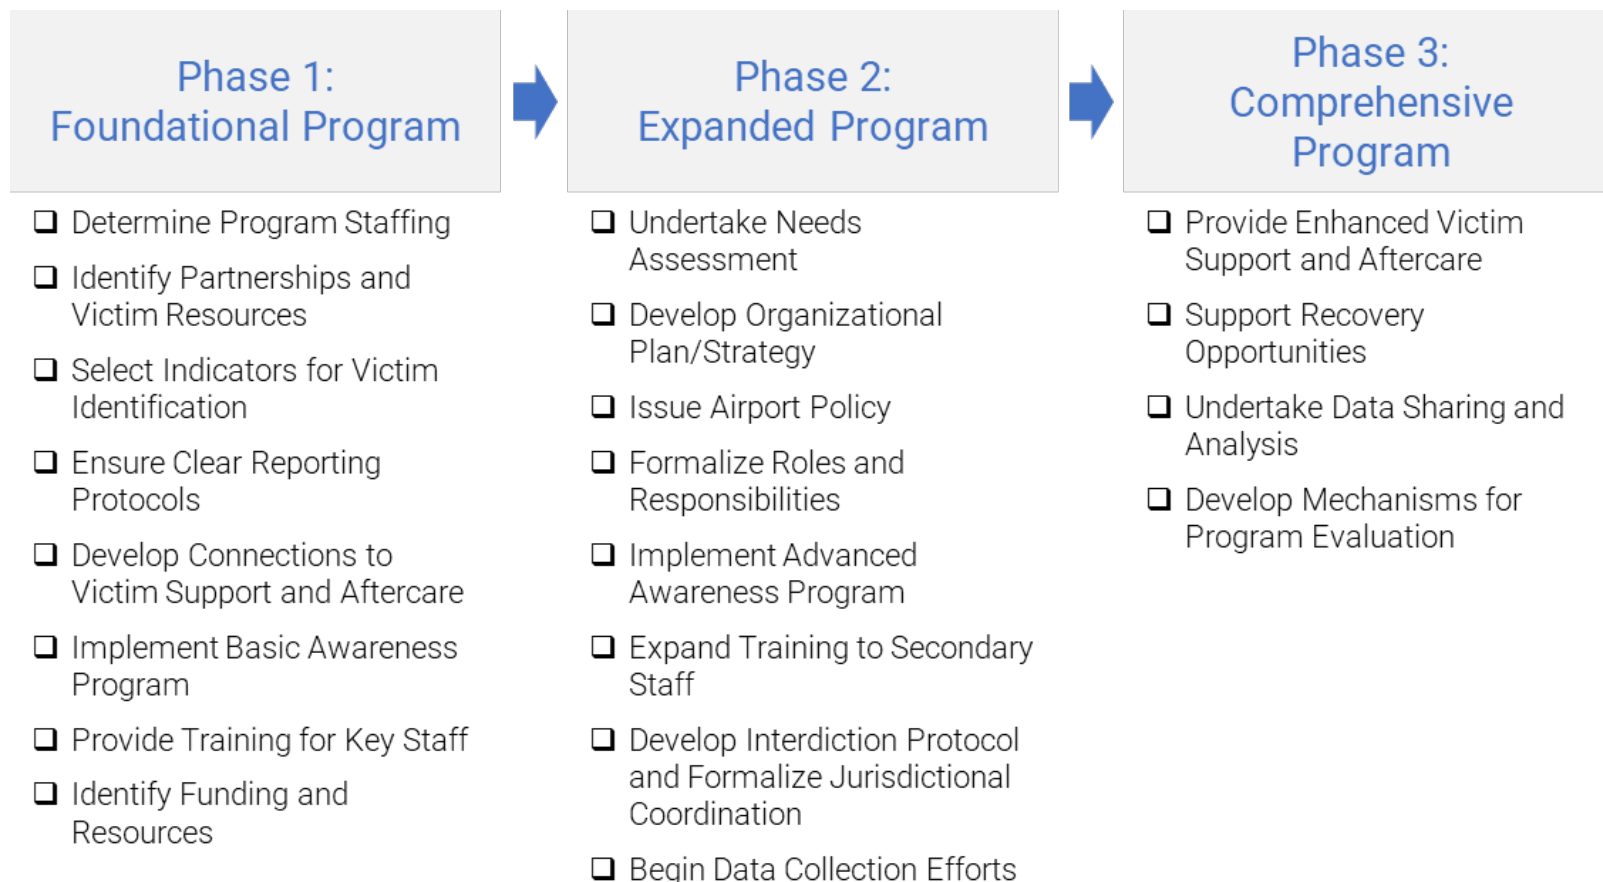 Phase 1:
Foundational Program
Determine Program Staffing
Identify Partnerships and
Victim Resources
Select Indicators for Victim
Identification
Ensure Clear Reporting
Protocols
Develop Connections to
Victim Support and Aftercare
Implement Basic Awareness
Program
Provide Training for Key Staff
Identify Funding and
Resources
Phase 2:
Expanded Program
Undertake Needs
Assessment
Develop Organizational
Plan/Strategy
Issue Airport Policy
Formalize Roles and
Responsibilities
Implement Advanced
Awareness Program
Expand Training to Secondary
Staff
Develop Interdiction Protocol
and Formalize Jurisdictional
Coordination
Begin Data Collection Efforts
Phase 3:
Comprehensive
Program
Provide Enhanced Victim
Support and Aftercare
Support Recovery
Opportunities
Undertake Data Sharing and
Analysis
Develop Mechanisms for
Program Evaluation